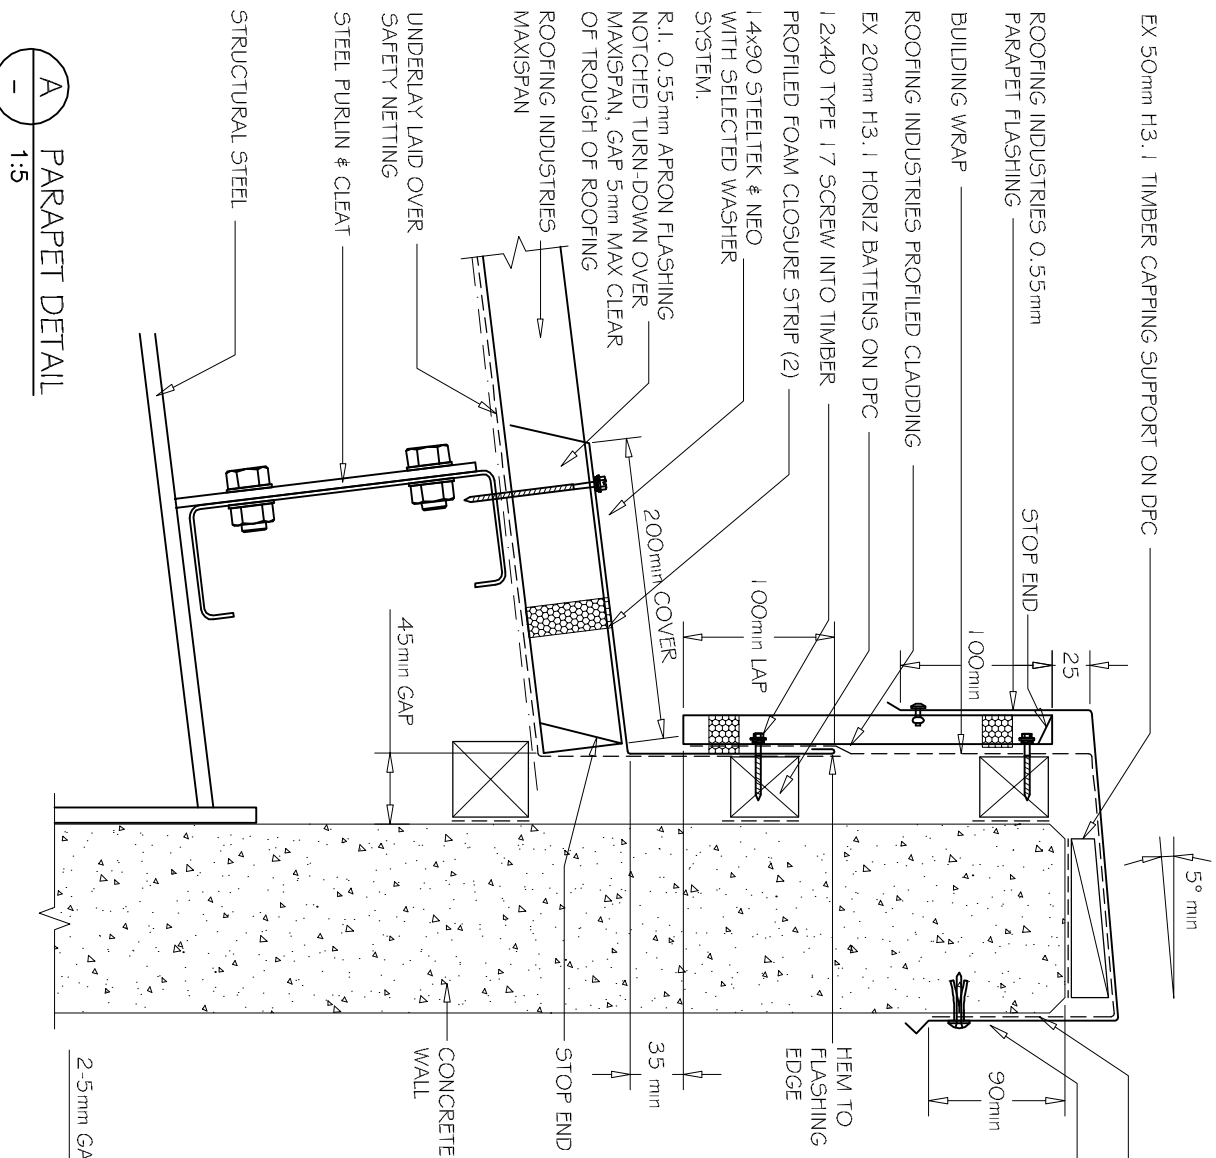 EX 50mm H3.1 TIMBER CAPPING SUPPORT ON DPC
ROOFING INDUSTRIES 0.55mm
PARAPET FLASHING
STOP END
BUILDING WRAP
ROOFING INDUSTRIES PROFILED CLADDING
EX 20mm H3.1 HORIZ BATTENS ON DPC
12x40 TYPE 17 SCREW INTO TIMBER
PROFILED FOAM CLOSURE STRIP (2)
14x90 STEELTEK & NEO
WITH SELECTED WASHER
SYSTEM.
R.I. 0.55mm APRON FLASHING
NOTCHED TURN-DOWN OVER
MAXISPAN, GAP 5mm MAX CLEAR
OF TROUGH OF ROOFING
ROOFING INDUSTRIES
MAXISPAN
UNDERLAY LAID OVER
SAFETY NETTING
STEEL PURLIN & CLEAT
STRUCTURAL STEEL
5° min
25
100min
100min LAP
200min COVER
45min GAP
90min
HEM TO
FLASHING
EDGE
35 min
STOP END
CONCRETE
WALL
2-5mm GA
A
-
PARAPET DETAIL
1:5